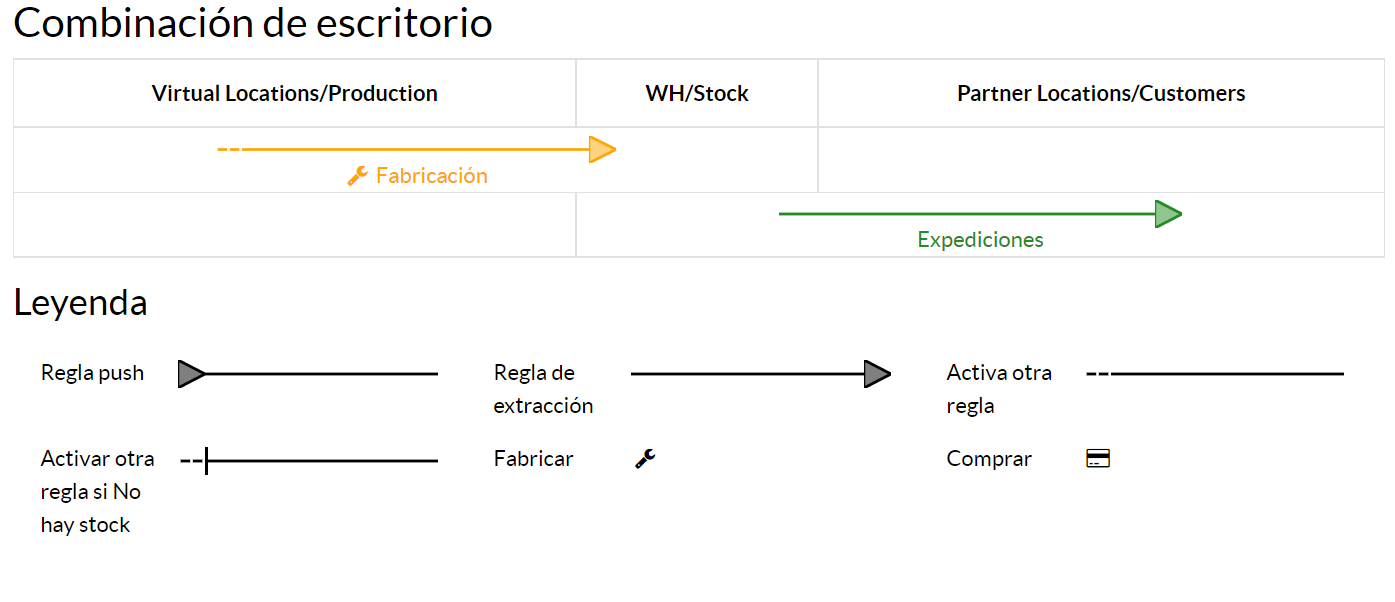 Combinación de escritorio
Virtual Locations/Production WH/Stock Partner Locations/Customers
Fabricación
Expediciones
Leyenda
Regla push
Regla de
extracción
Activa otra
regla
Activar otra
regla si No
hay stock
Fabricar
Comprar